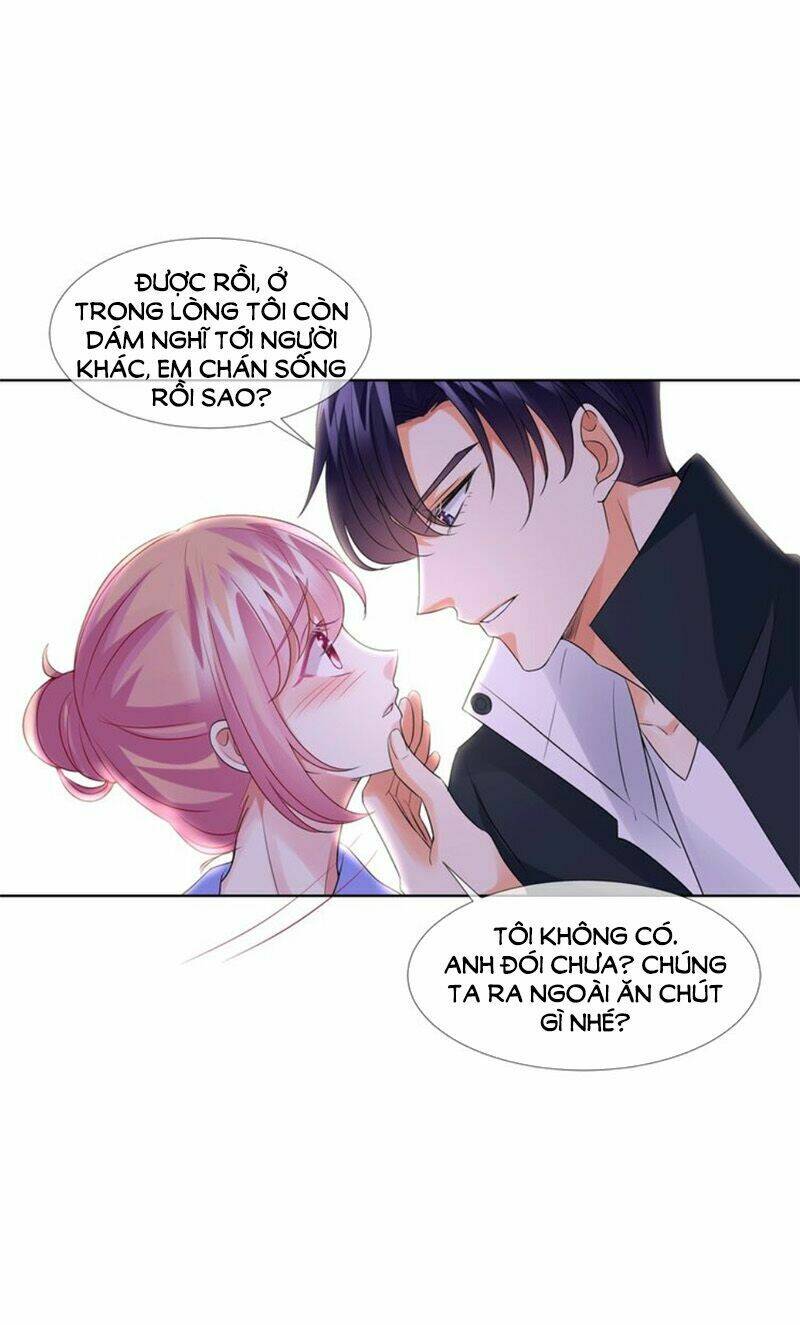 ĐƯỢC RỒI, Ở
TRONG LÒNG TÔI CÒN
DÁM NGHĨ TỚI NGƯỜI
KHÁC, EM CHÁN SỐNG
RỒI SAO?
TÔI KHÔNG CÓ.
ANH ĐÓI CHƯA? CHÚNG
TA RA NGOÀI ĂN CHÚT
GÌ NHÉ?